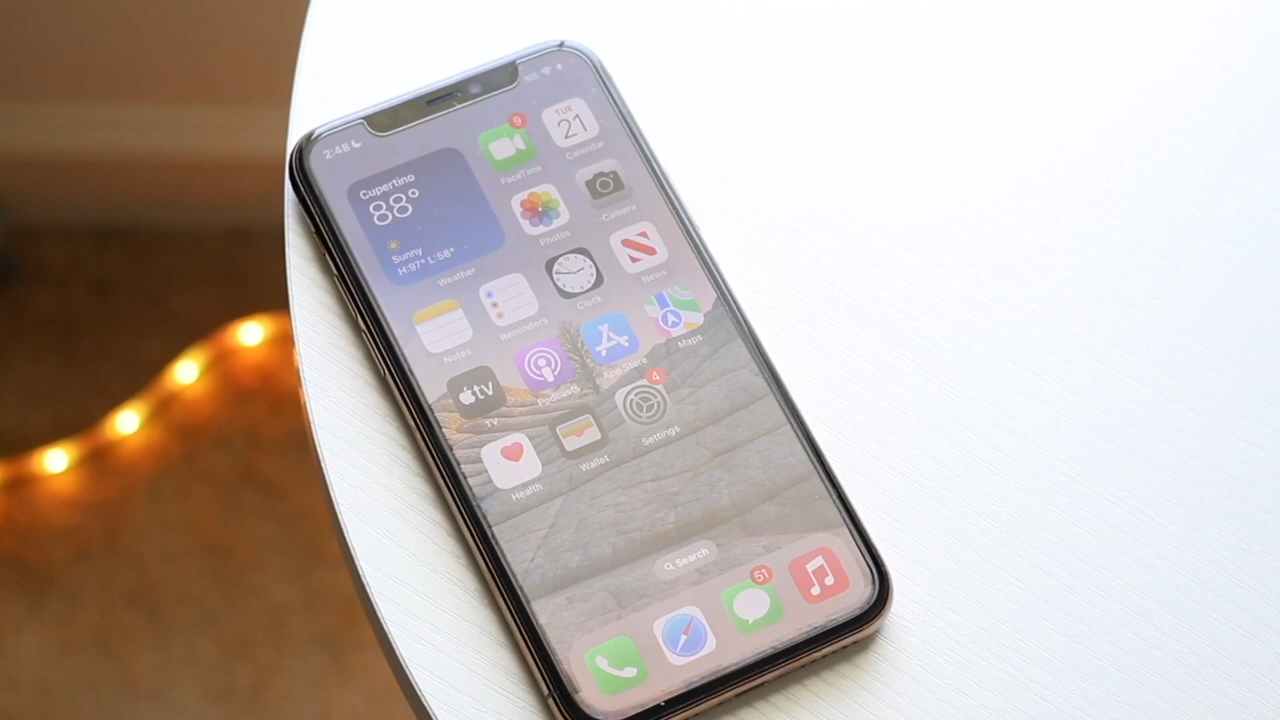 2:48
SOS
Cupertino
88°
Sunny
H:97° L:58°
Weather
9
FaceTime
TUE
21
Calendar
Photos
Camera
Notes
Reminders
Clock
News
tv
TV
Podcasts
App Store
Maps
Health
Wallet
4
Settings
Search
51